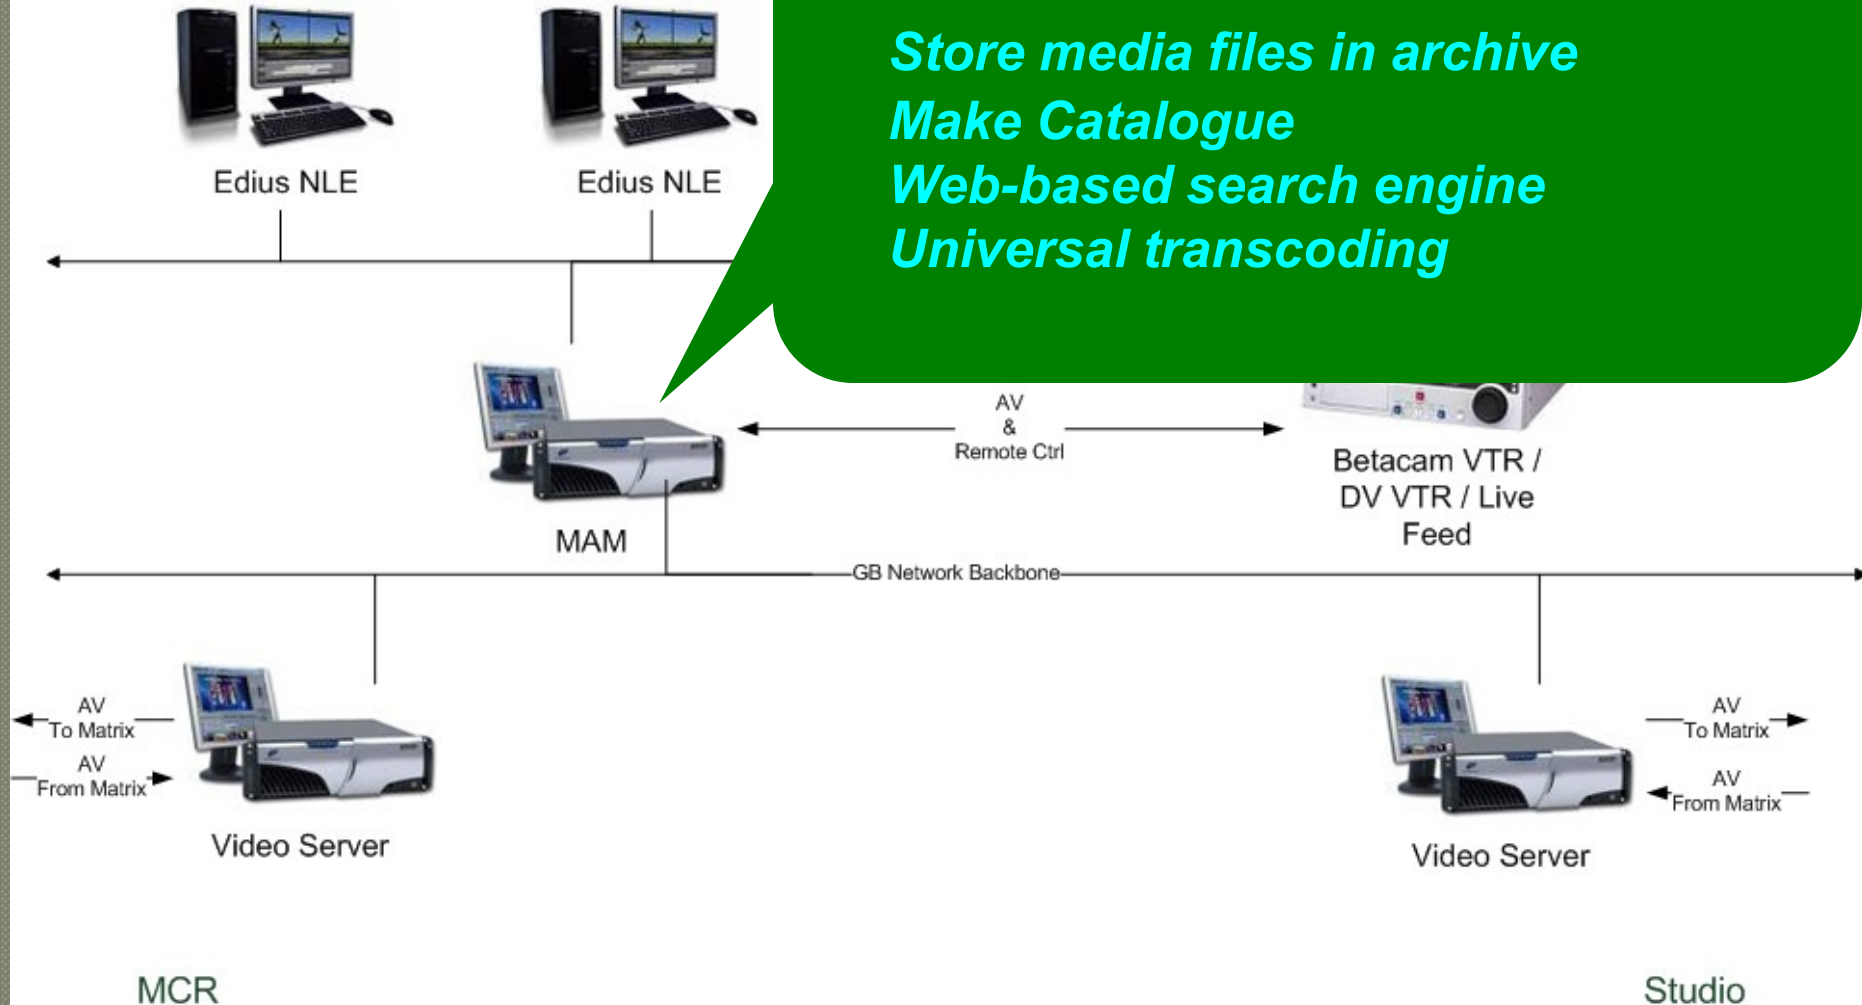 Store media files in archive
Make Catalogue
Web-based search engine
Universal transcoding
Edius NLE
Edius NLE
AV
&
Remote Ctrl
Betacam VTR /
DV VTR / Live
Feed
MAM
GB Network Backbone
AV
To Matrix
AV
From Matrix
Video Server
AV
To Matrix
AV
From Matrix
Video Server
MCR
Studio